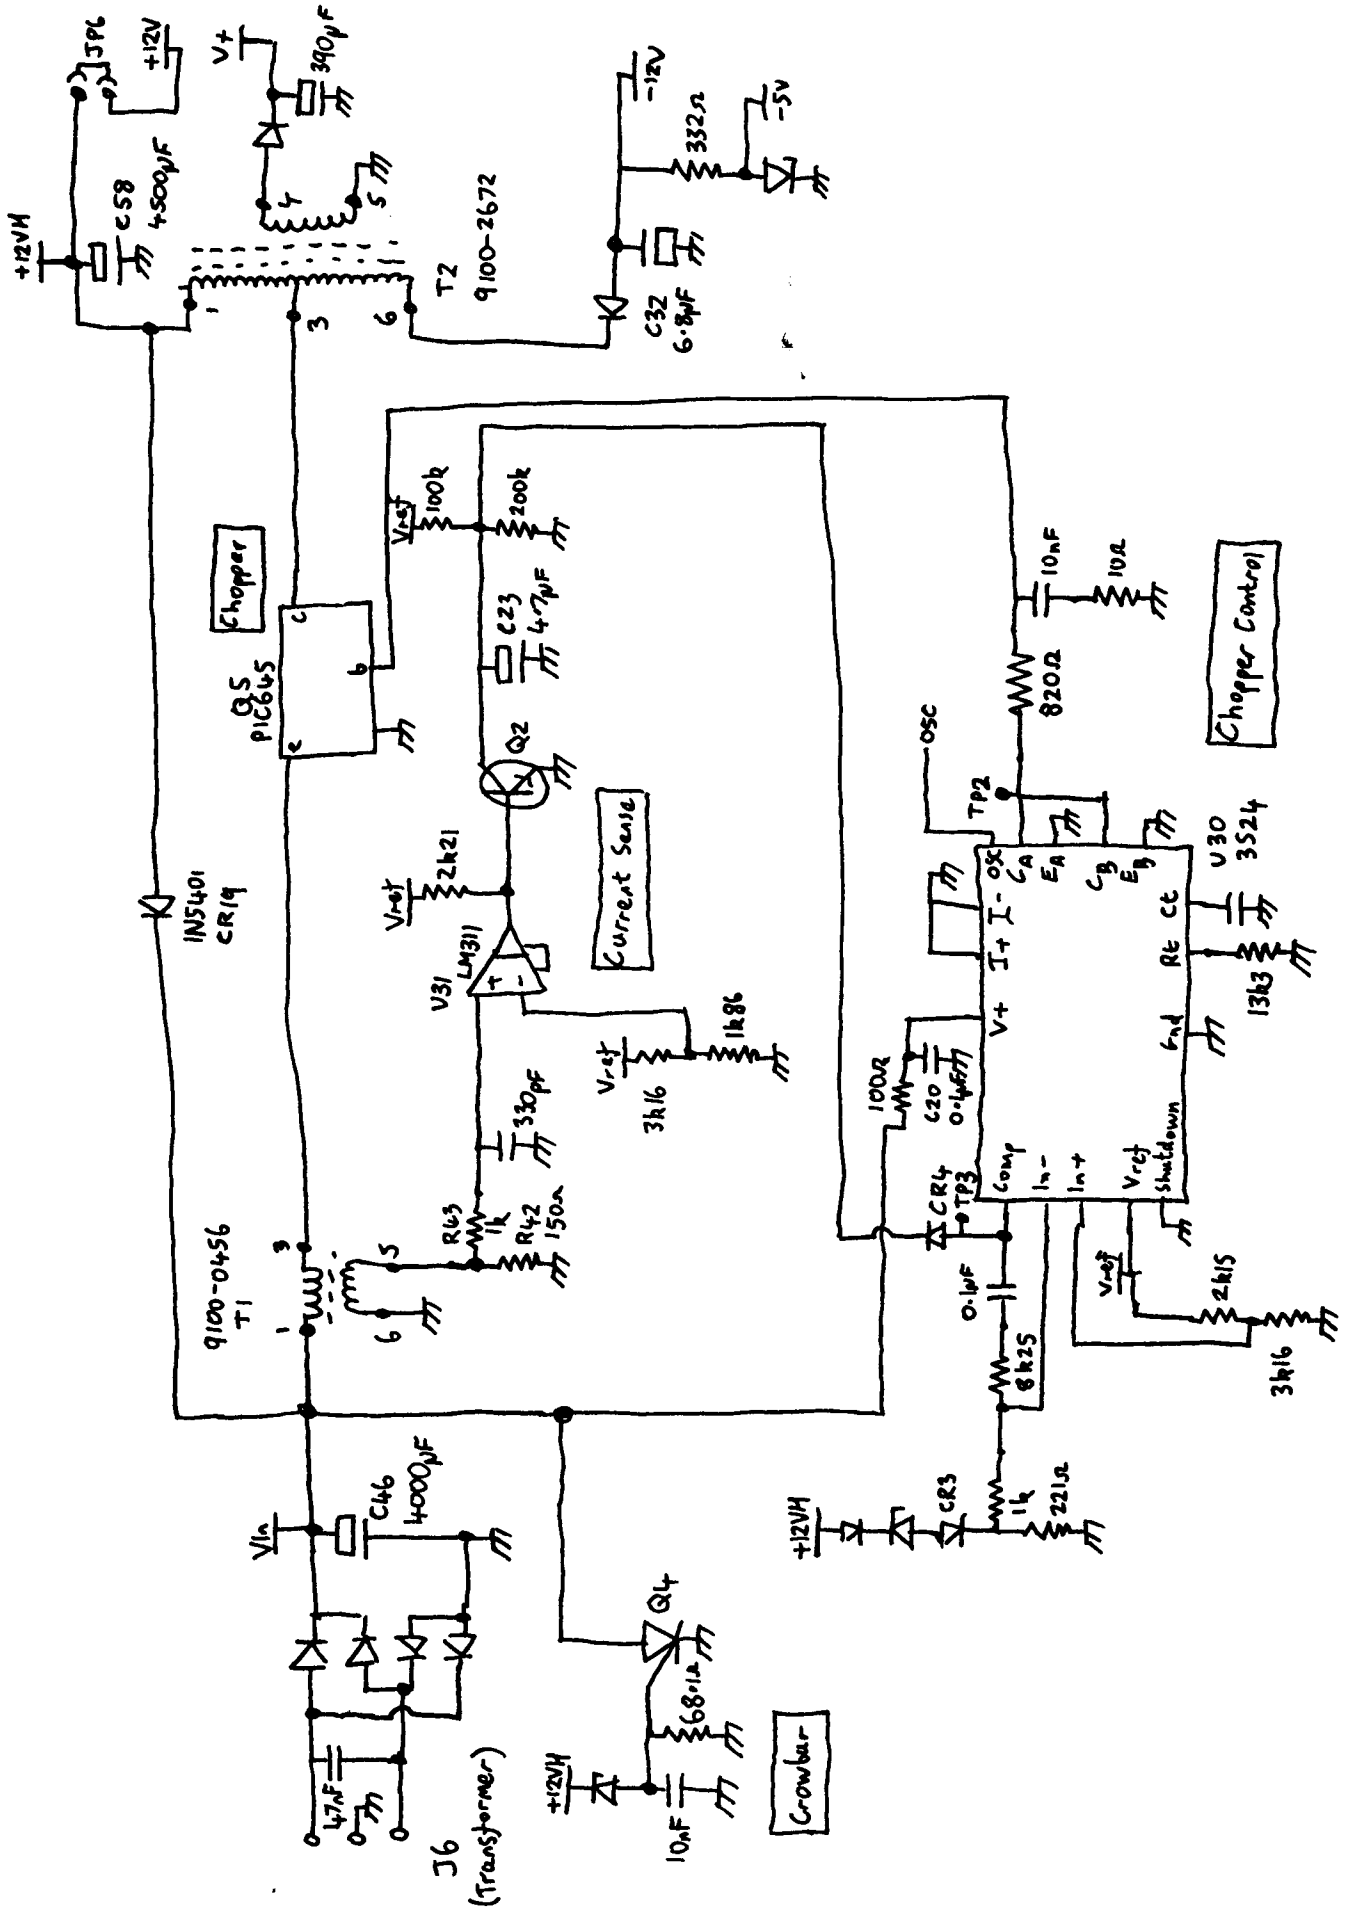 J6
(Transformer)
47nF
Vin
C46
4000µF
9100-0456
T1
1
3
6
5
1N5401
CR19
Q5
PIC645
e
c
b
Chopper
+12VH
C58
4500µF
JP6
+12V
V+
390µF
1
3
6
4
5
T2
9100-2672
C32
6.8µF
-12V
332Ω
-5V
R43
1k
R42
150Ω
330pF
U31
LM311
+
-
Vref
2k21
Q2
C23
4.7µF
Vref
100k
200k
Vref
3k16
1k86
Current Sense
+12VH
10nF
68.1Ω
Q4
Crowbar
+12VH
CR3
1k
221Ω
8k25
0.1µF
CR4
TP3
100Ω
C20
0.1µF
Comp
In-
In+
Vref
Shutdown
V+
I+
I-
OSC
CA
EA
CB
EB
Gnd
Rt
Ct
Vref
2k15
3k16
13k3
U30
3524
OSC
TP2
820Ω
10nF
10Ω
Chopper Control